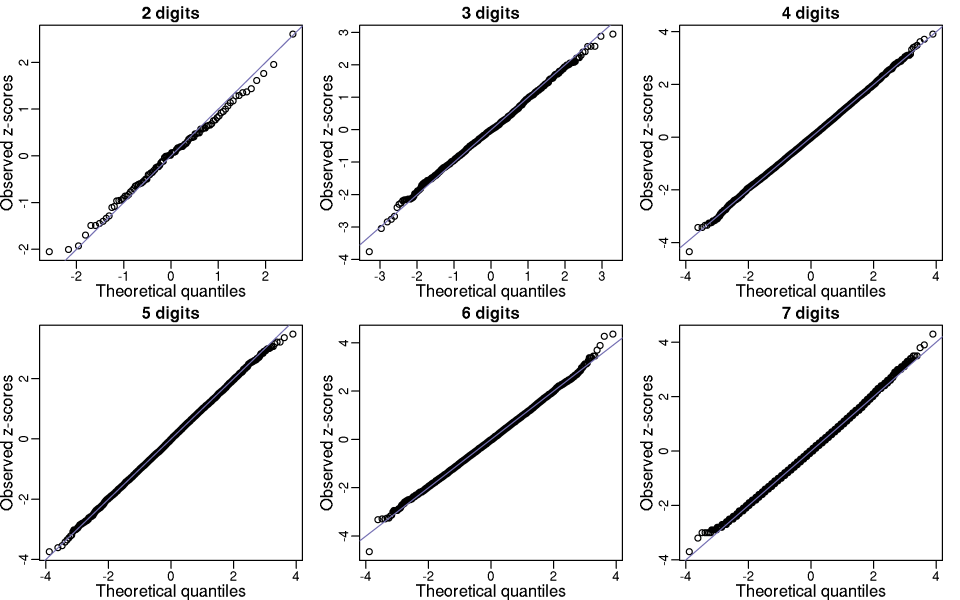 2 digits
Observed z-scores
2
1
0
-1
-2
-2 -1 0 1 2
Theoretical quantiles
3 digits
Observed z-scores
3
2
1
0
-1
-2
-3
-4
-3 -2 -1 0 1 2 3
Theoretical quantiles
4 digits
Observed z-scores
4
2
0
-2
-4
-4 -2 0 2 4
Theoretical quantiles
5 digits
Observed z-scores
2
0
-2
-4
-4 -2 0 2 4
Theoretical quantiles
6 digits
Observed z-scores
4
2
0
-2
-4
-4 -2 0 2 4
Theoretical quantiles
7 digits
Observed z-scores
4
2
0
-2
-4
-4 -2 0 2 4
Theoretical quantiles